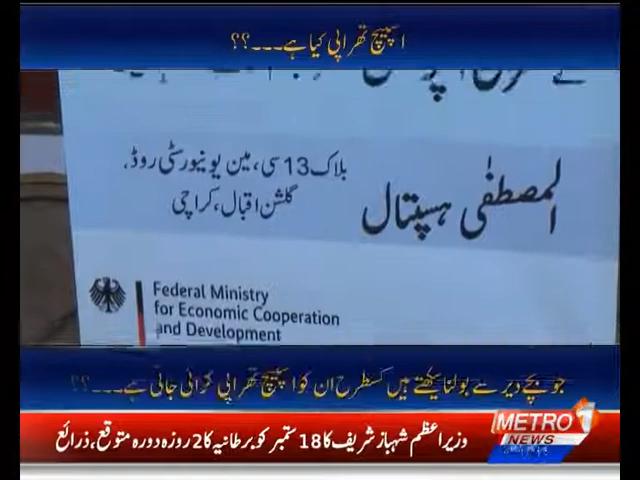 اسپیچ تھراپی کیا ہے۔۔۔؟؟
المصطفٰی ہسپتال
بلاک 13 سی، مین یونیورسٹی روڈ،
گلشن اقبال، کراچی
Federal Ministry
for Economic Cooperation
and Development
جو بچے دیر سے بولنا سیکھتے ہیں کسطرح ان کو اسپیچ تھراپی کرائی جاتی ہے۔۔۔؟؟
وزیراعظم شہباز شریف کا 18 ستمبر کو برطانیہ کا 2 روزہ دورہ متوقع، ذرائع
METRO 1
NEWS